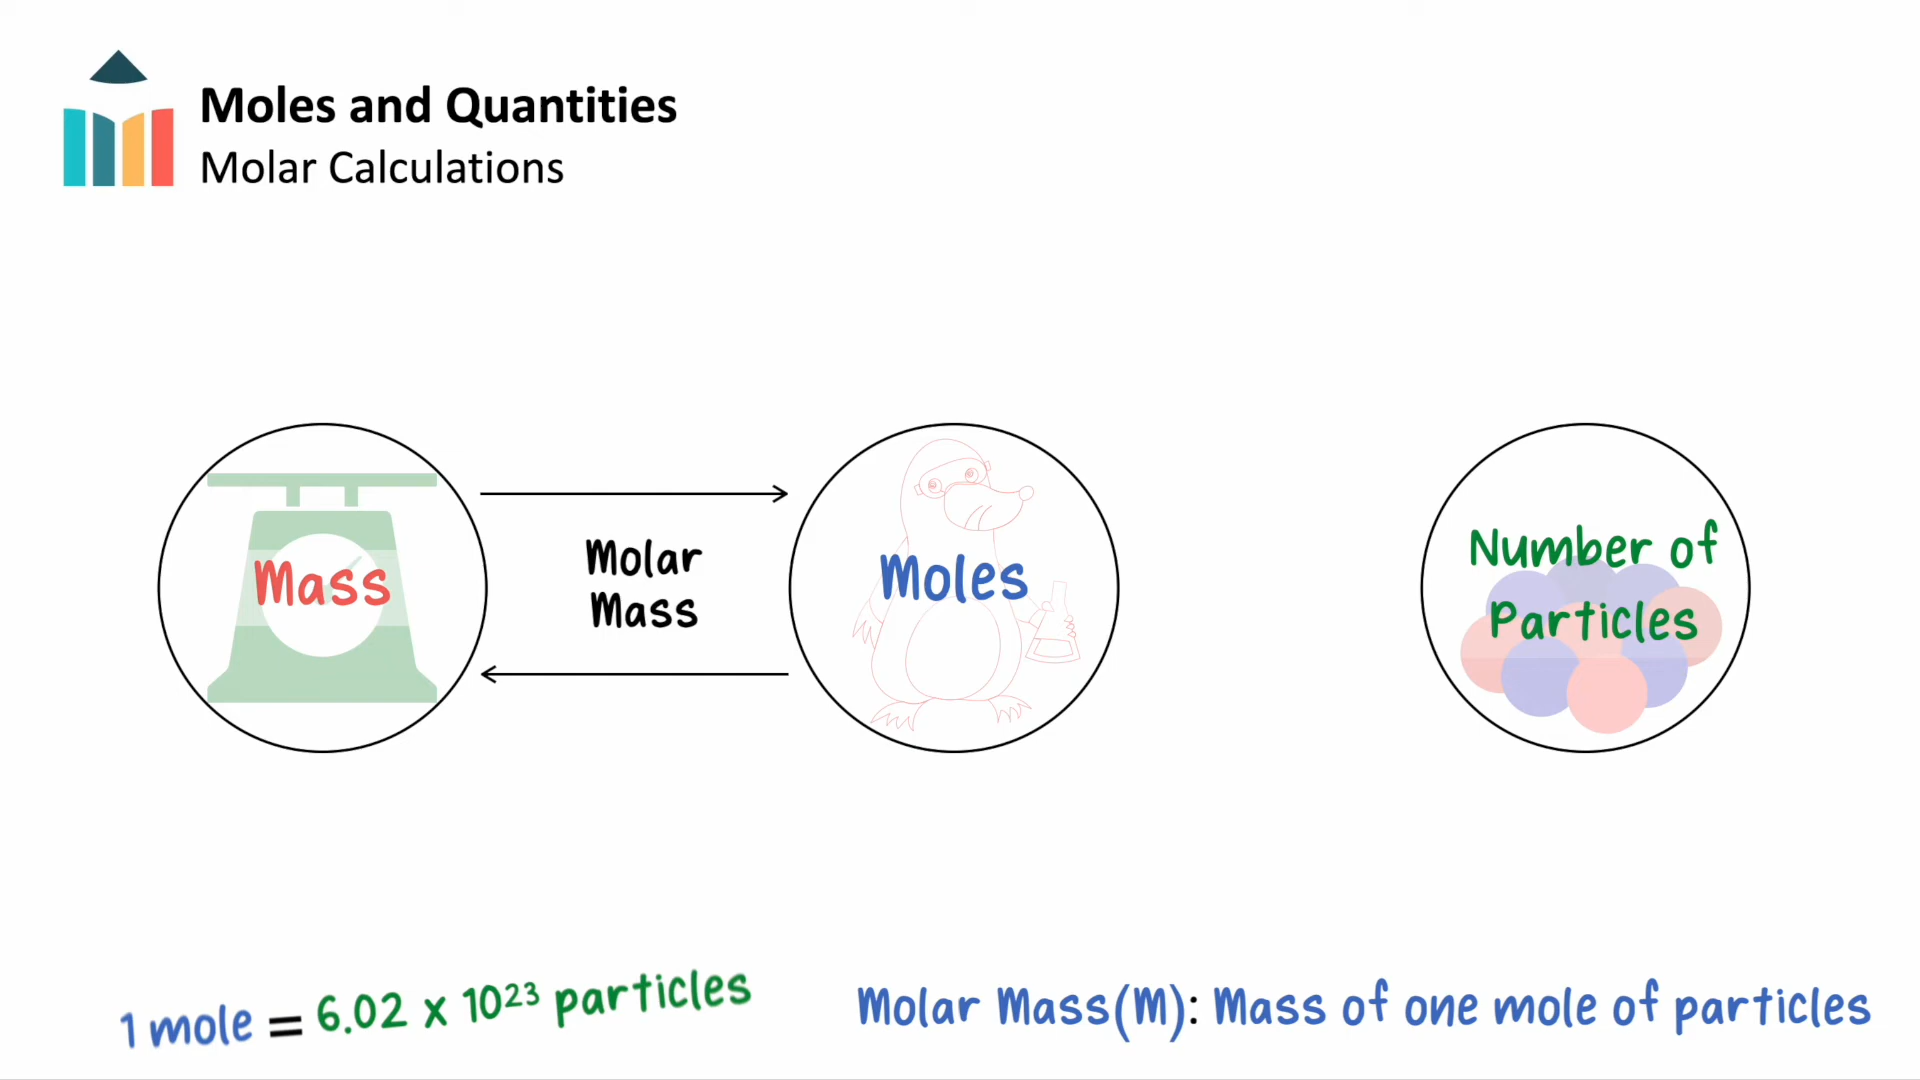 Moles and Quantities
Molar Calculations
Mass
Molar
Mass
Moles
Number of
Particles
1 mole = 6.02 x 10²³ particles
Molar Mass(M): Mass of one mole of particles